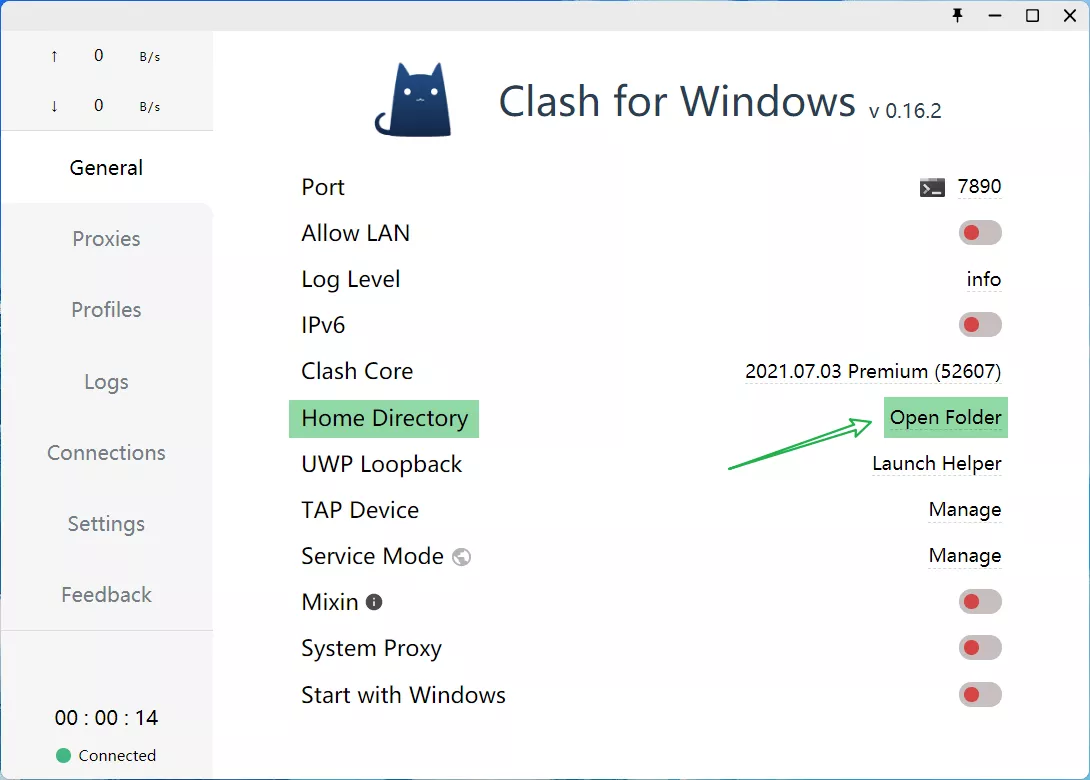 ↑ 0 B/s
↓ 0 B/s
General
Proxies
Profiles
Logs
Connections
Settings
Feedback
00 : 00 : 14
Connected
Clash for Windows v 0.16.2
Port 7890
Allow LAN
Log Level info
IPv6
Clash Core 2021.07.03 Premium (52607)
Home Directory Open Folder
UWP Loopback Launch Helper
TAP Device Manage
Service Mode Manage
Mixin
System Proxy
Start with Windows